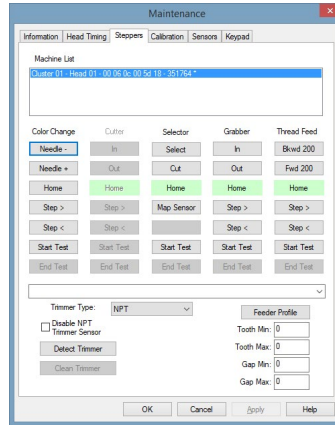 Maintenance
Information Head Timing Steppers Calibration Sensors Keypad
Machine List
Cluster 01 - Head 01 - 00 06 0c 00 5d 18 - 351764 *
Color Change Cutter Selector Grabber Thread Feed
Needle - In Select In Bkwd 200
Needle + Out Cut Out Fwd 200
Home Home Home Home Home
Step > Step > Map Sensor Step > Step >
Step < Step < Step < Step <
Start Test Start Test Start Test Start Test Start Test
End Test End Test End Test End Test End Test
Trimmer Type: NPT Feeder Profile
Disable NPT
Trimmer Sensor
Tooth Min: 0
Detect Trimmer Tooth Max: 0
Clean Trimmer Gap Min: 0
Gap Max: 0
OK Cancel Apply Help